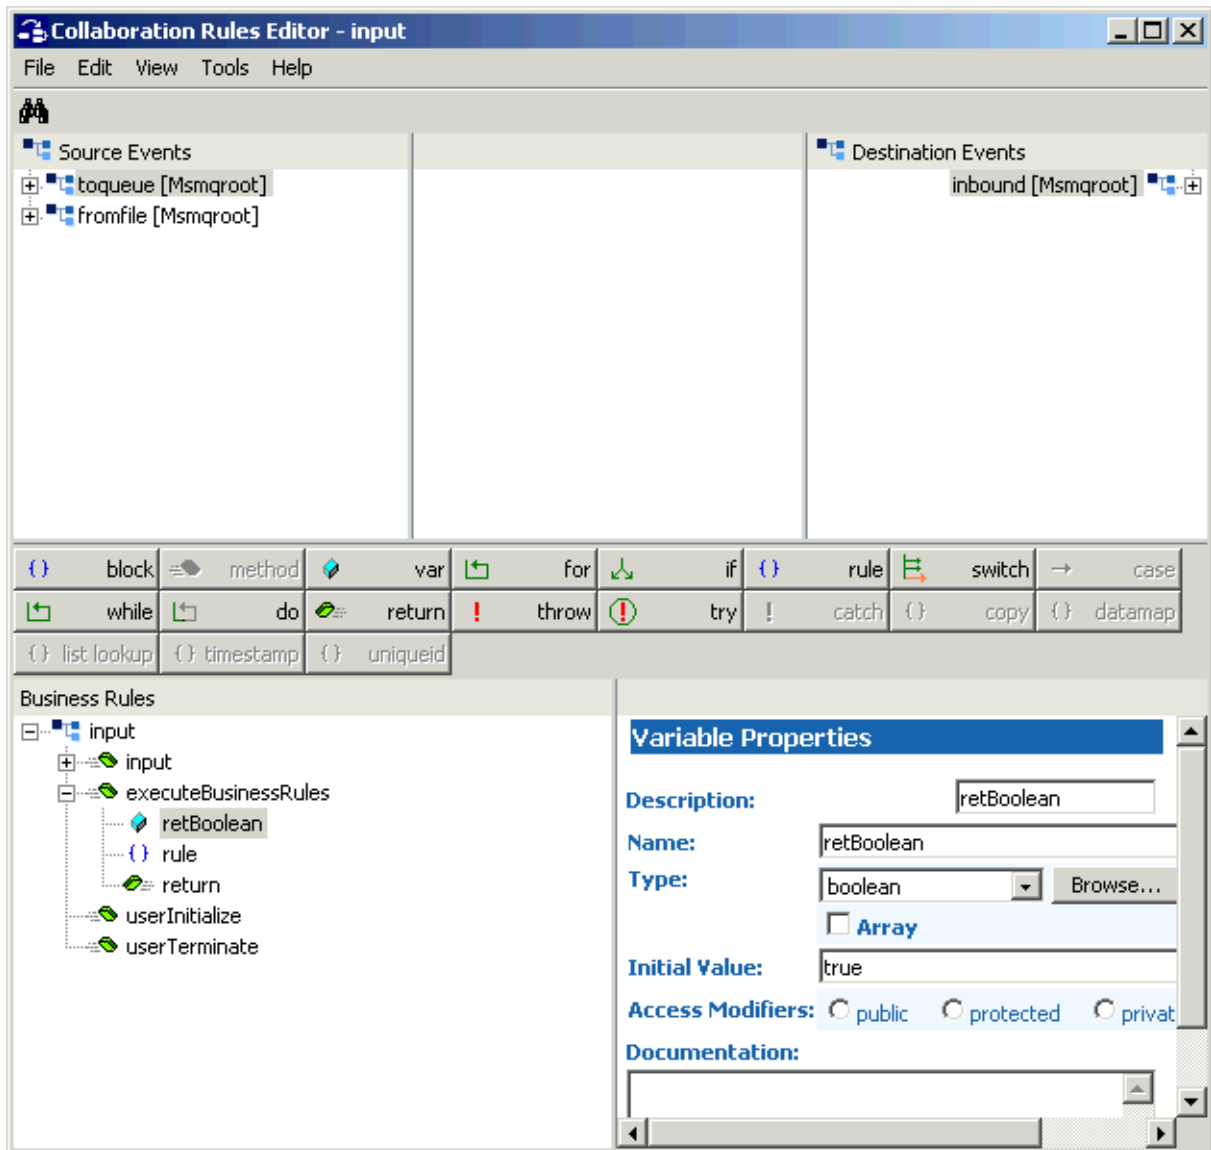 Collaboration Rules Editor - input
File Edit View Tools Help
Source Events
Destination Events
toqueue [Msmqroot]
inbound [Msmqroot]
fromfile [Msmqroot]
{} block method var for if {} rule switch case
while do return throw try catch {} copy {} datamap
{} list lookup {} timestamp {} uniqueid
Business Rules
input
input
executeBusinessRules
retBoolean
{} rule
return
userInitialize
userTerminate
Variable Properties
Description: retBoolean
Name: retBoolean
Type: boolean Browse...
Array
Initial Value: true
Access Modifiers: public protected privat
Documentation: